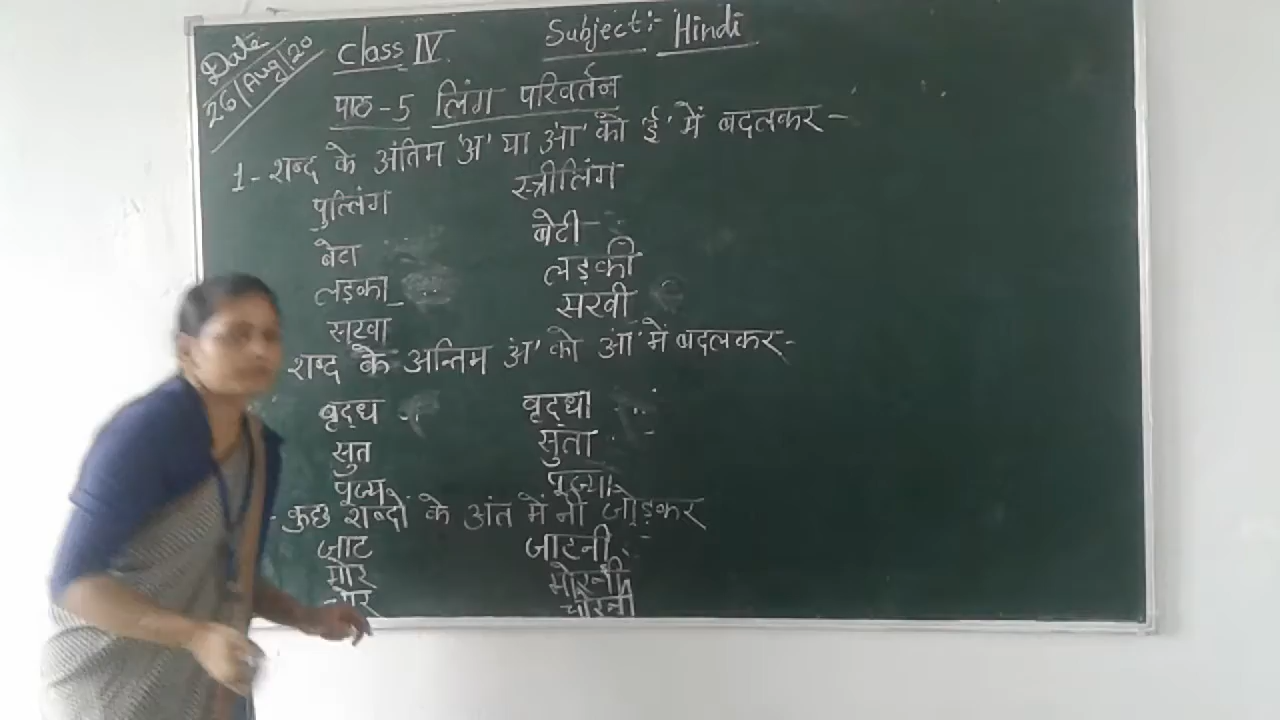 Date
26/Aug/20
Class IV
Subject:- Hindi
पाठ-5 लिंग परिवर्तन
1- शब्द के अंतिम 'अ' या 'आ' को 'ई' में बदलकर-
पुल्लिंग स्त्रीलिंग
बेटा बेटी
लड़का लड़की
सखा सखी
शब्द के अन्तिम 'अ' को 'आ' में बदलकर-
वृद्ध वृद्धा
सुत सुता
पूज्य पूज्या
- कुछ शब्दों के अंत में नी जोड़कर
जाट जाटनी
मोर मोरनी
चोर चोरनी